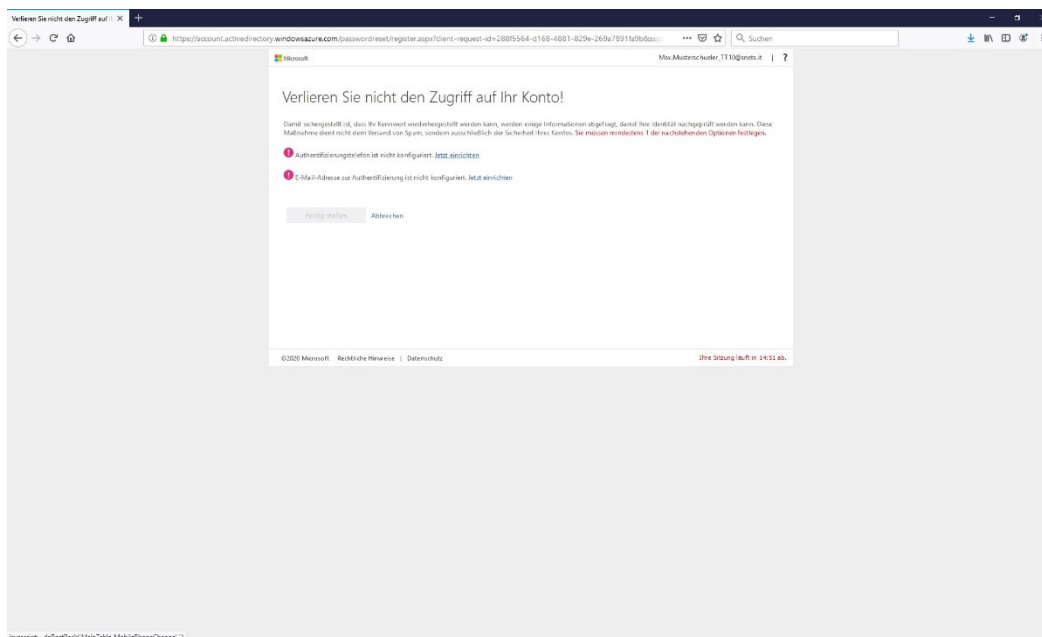 Verlieren Sie nicht den Zugriff auf I
https://account.activedirectory.windowsazure.com/passwordreset/register.aspx?client-request-id=288f5564-d168-4881-829e-269a7891fa9b&ssp
Suchen
Microsoft
Max.Musterschueler_TT10@snets.it | ?
Verlieren Sie nicht den Zugriff auf Ihr Konto!
Damit sichergestellt ist, dass Ihr Kennwort wiederhergestellt werden kann, werden einige Informationen abgefragt, damit Ihre Identität nachgeprüft werden kann. Diese
Maßnahme dient nicht dem Versand von Spam, sondern ausschließlich der Sicherheit Ihres Kontos. Sie müssen mindestens 1 der nachstehenden Optionen festlegen.
Authentifizierungstelefon ist nicht konfiguriert. Jetzt einrichten
E-Mail-Adresse zur Authentifizierung ist nicht konfiguriert. Jetzt einrichten
Fertig stellen Abbrechen
©2020 Microsoft Rechtliche Hinweise | Datenschutz
Ihre Sitzung läuft in 14:51 ab.